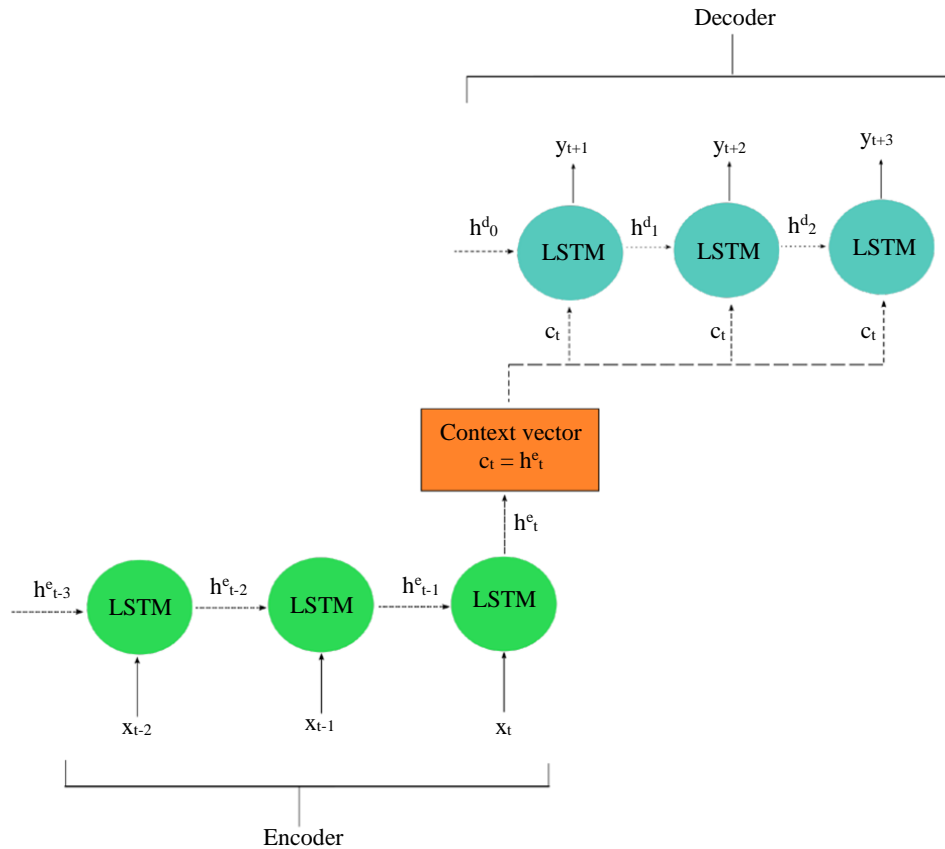 Decoder
yₜ₊₁ yₜ₊₂ yₜ₊₃
hᵈ₀ hᵈ₁ hᵈ₂
LSTM LSTM LSTM
cₜ cₜ cₜ
Context vector
cₜ = hᵉₜ
hᵉₜ
hᵉₜ₋₃ hᵉₜ₋₂ hᵉₜ₋₁
LSTM LSTM LSTM
xₜ₋₂ xₜ₋₁ xₜ
Encoder